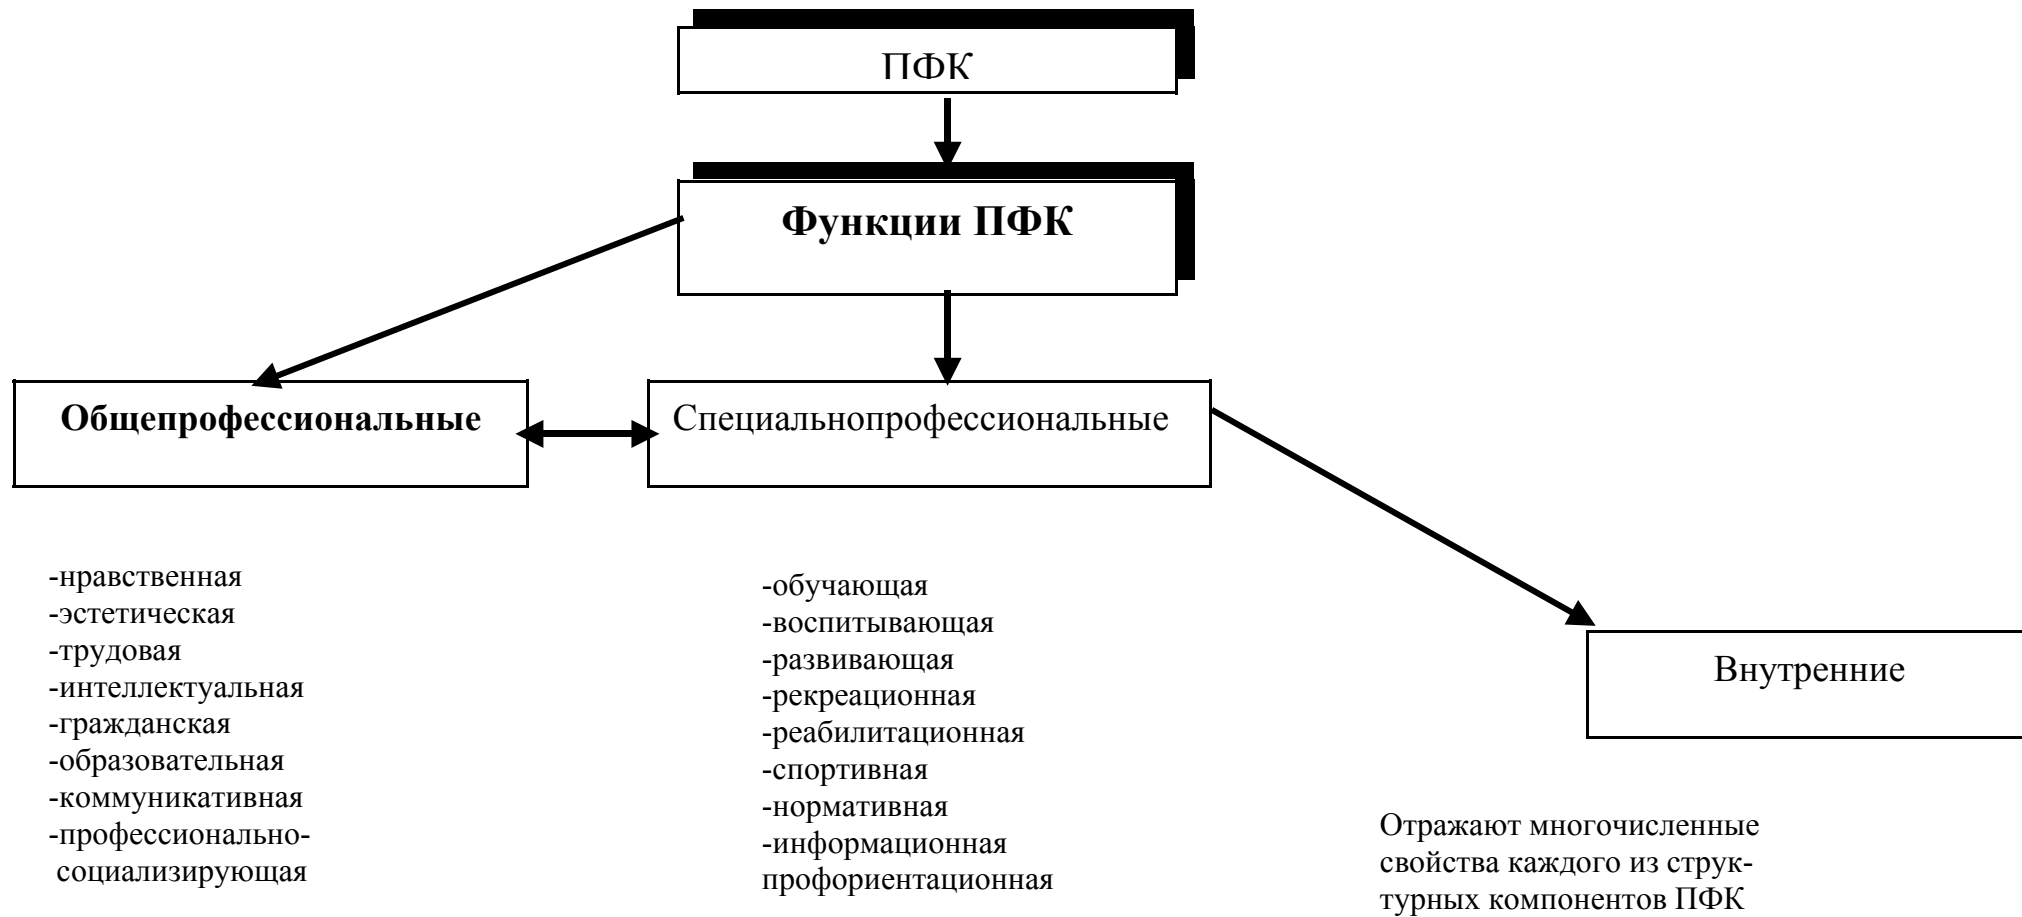 ПФК
Функции ПФК
Общепрофессиональные
Специальнопрофессиональные
-нравственная
-эстетическая
-трудовая
-интеллектуальная
-гражданская
-образовательная
-коммуникативная
-профессионально-
социализирующая
-обучающая
-воспитывающая
-развивающая
-рекреационная
-реабилитационная
-спортивная
-нормативная
-информационная
профориентационная
Внутренние
Отражают многочисленные
свойства каждого из струк-
турных компонентов ПФК